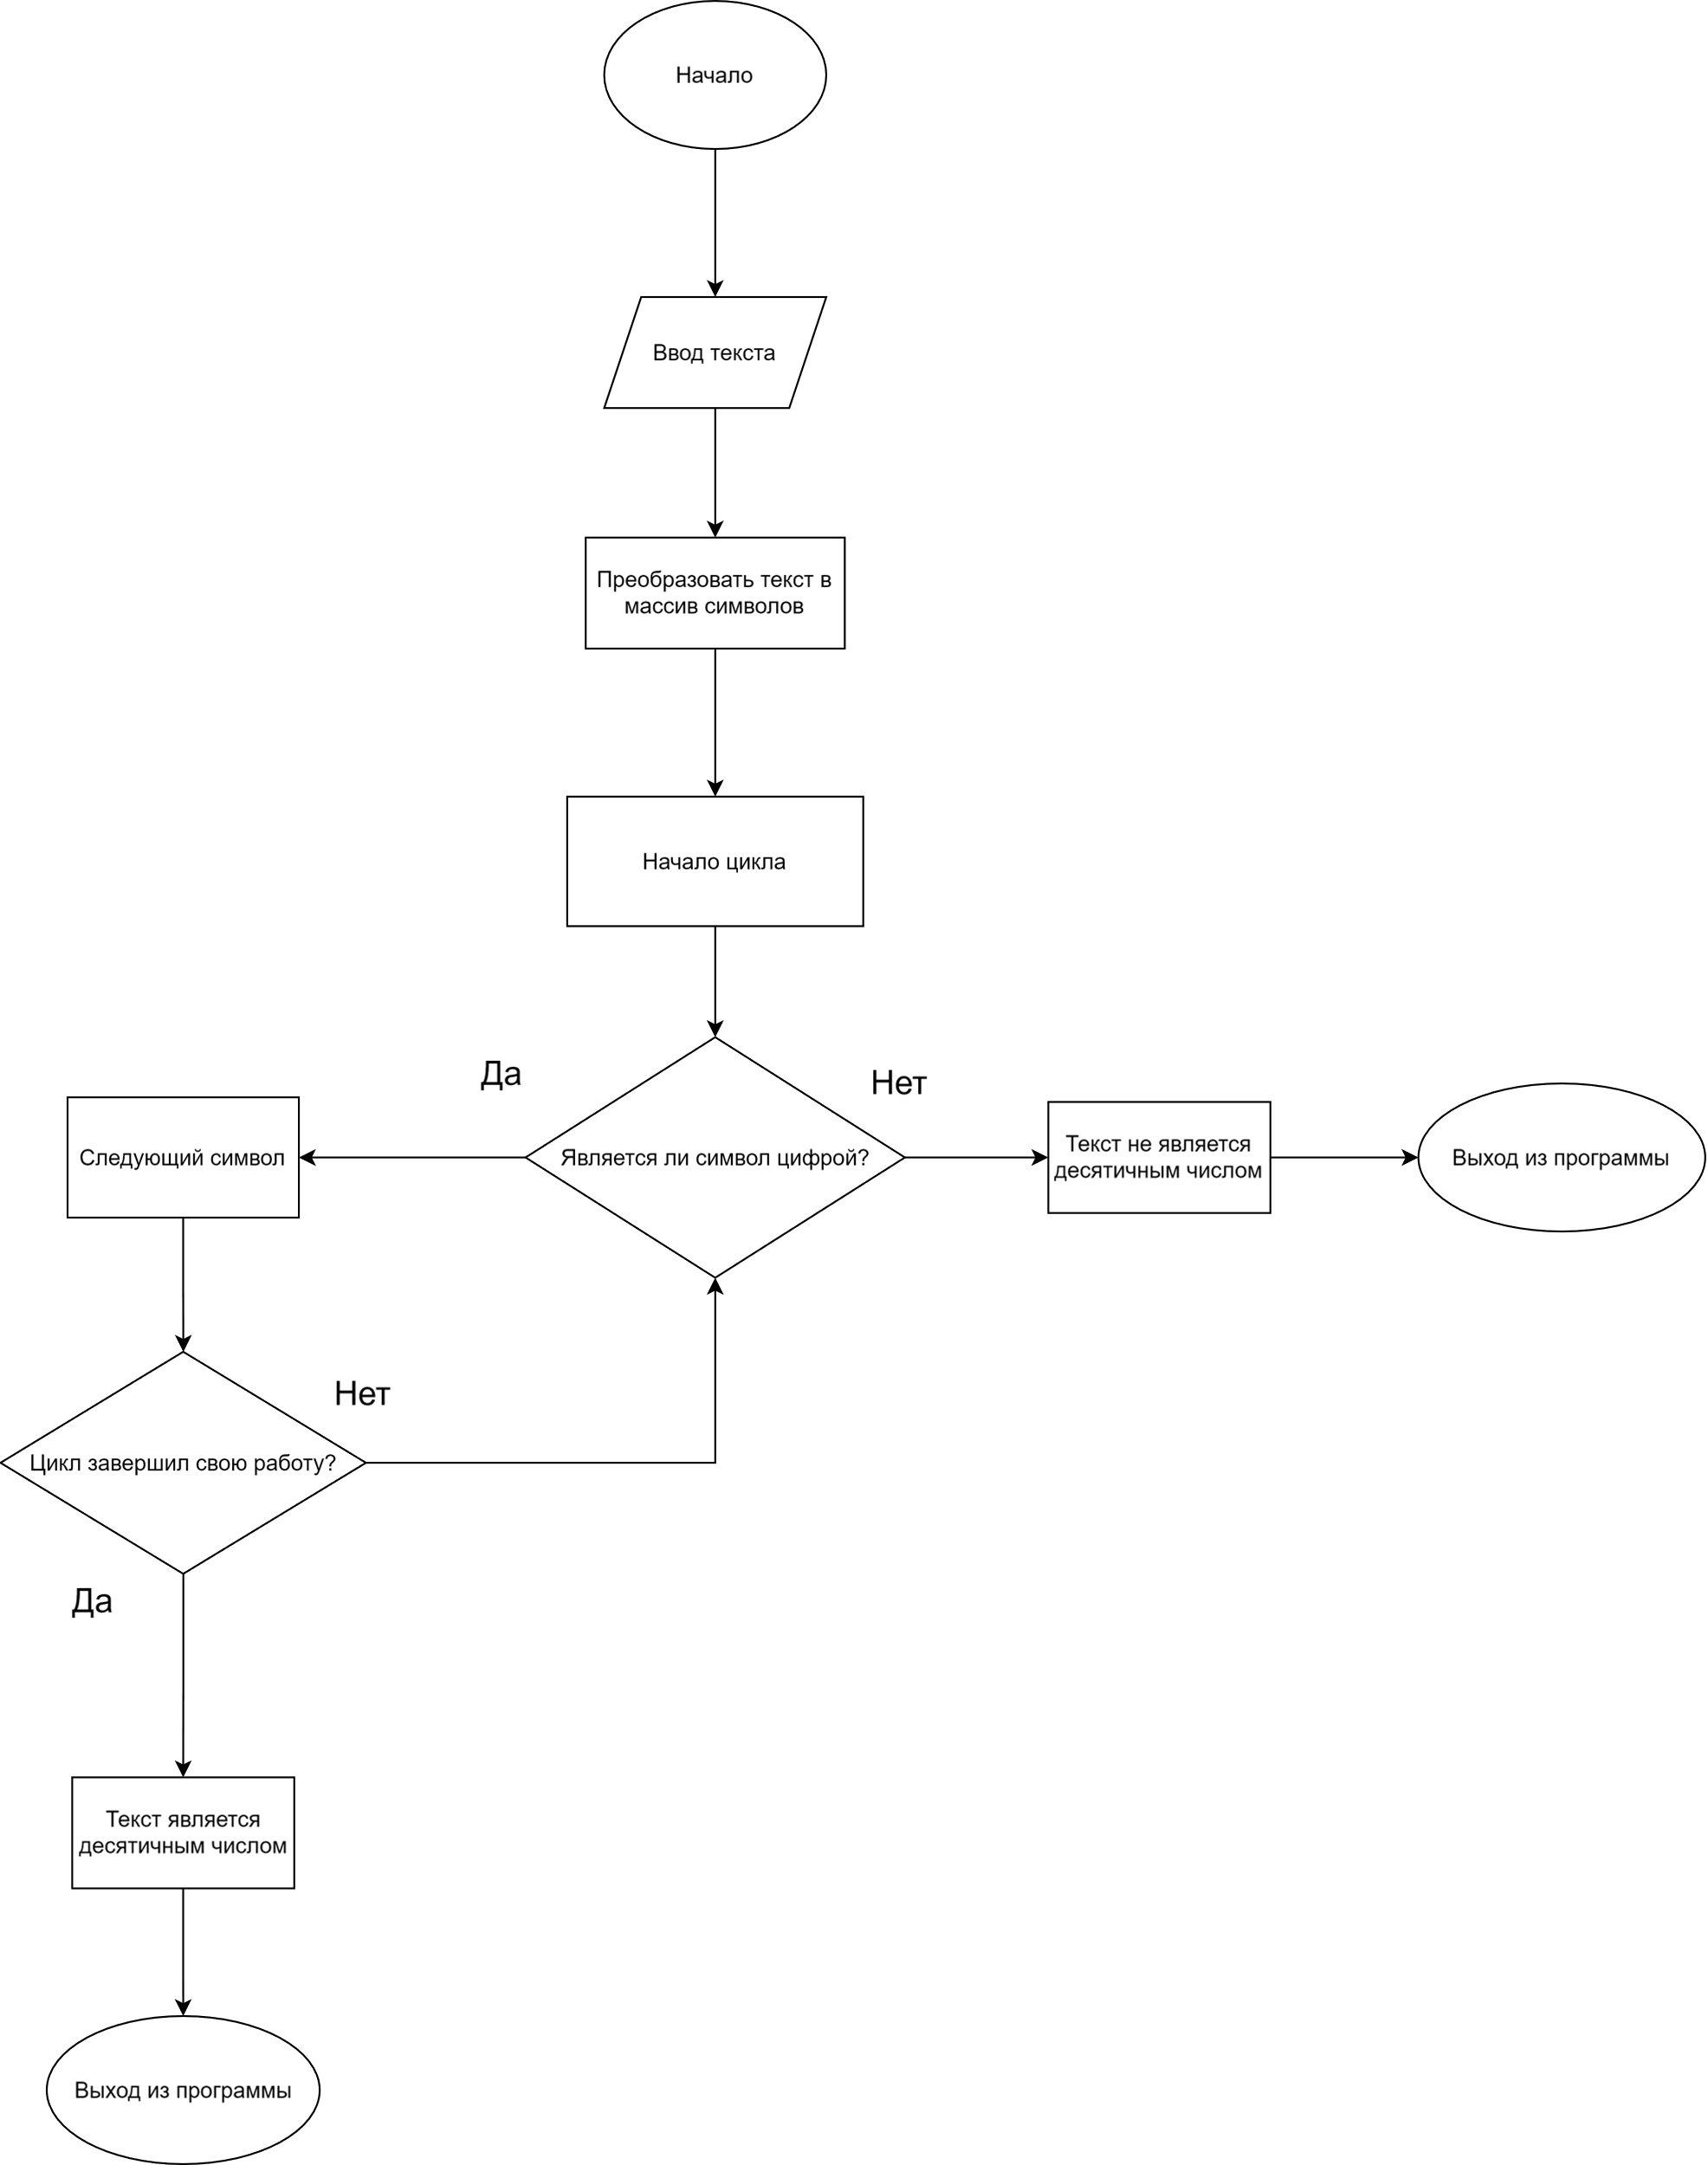 Начало
Ввод текста
Преобразовать текст в
массив символов
Начало цикла
Да
Нет
Следующий символ
Является ли символ цифрой?
Текст не является
десятичным числом
Выход из программы
Нет
Цикл завершил свою работу?
Да
Текст является
десятичным числом
Выход из программы